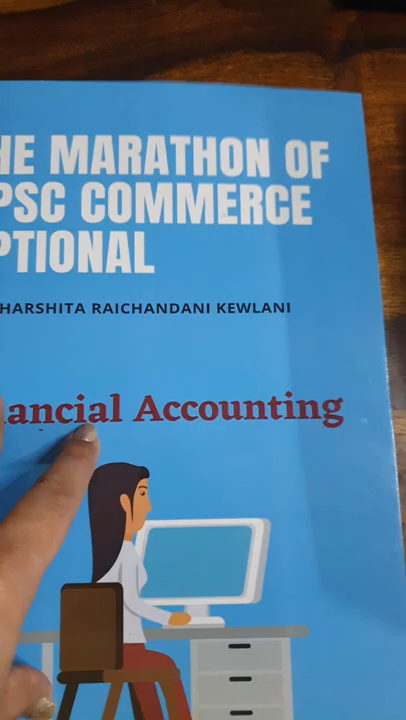 HE MARATHON OF
PSC COMMERCE
PTIONAL
HARSHITA RAICHANDANI KEWLANI
ancial Accounting